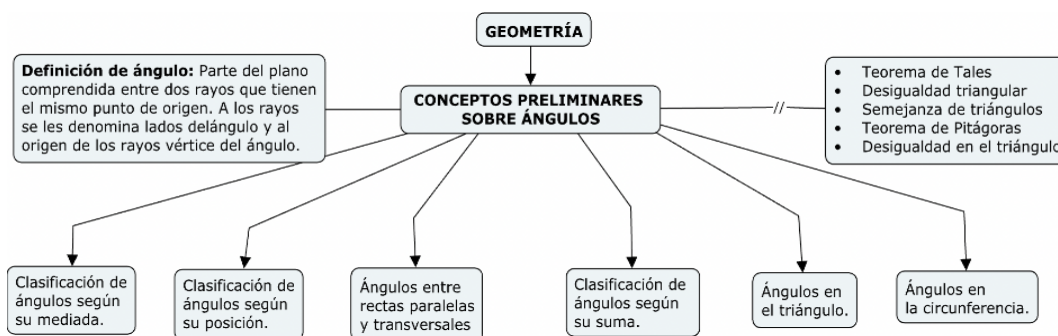 GEOMETRÍA
Definición de ángulo: Parte del plano
comprendida entre dos rayos que tienen
el mismo punto de origen. A los rayos
se les denomina lados delángulo y al
origen de los rayos vértice del ángulo.
CONCEPTOS PRELIMINARES
SOBRE ÁNGULOS
//
• Teorema de Tales
• Desigualdad triangular
• Semejanza de triángulos
• Teorema de Pitágoras
• Desigualdad en el triángulo
Clasificación de
ángulos según
su mediada.
Clasificación de
ángulos según
su posición.
Ángulos entre
rectas paralelas
y transversales
Clasificación de
ángulos según
su suma.
Ángulos en
el triángulo.
Ángulos en
la circunferencia.